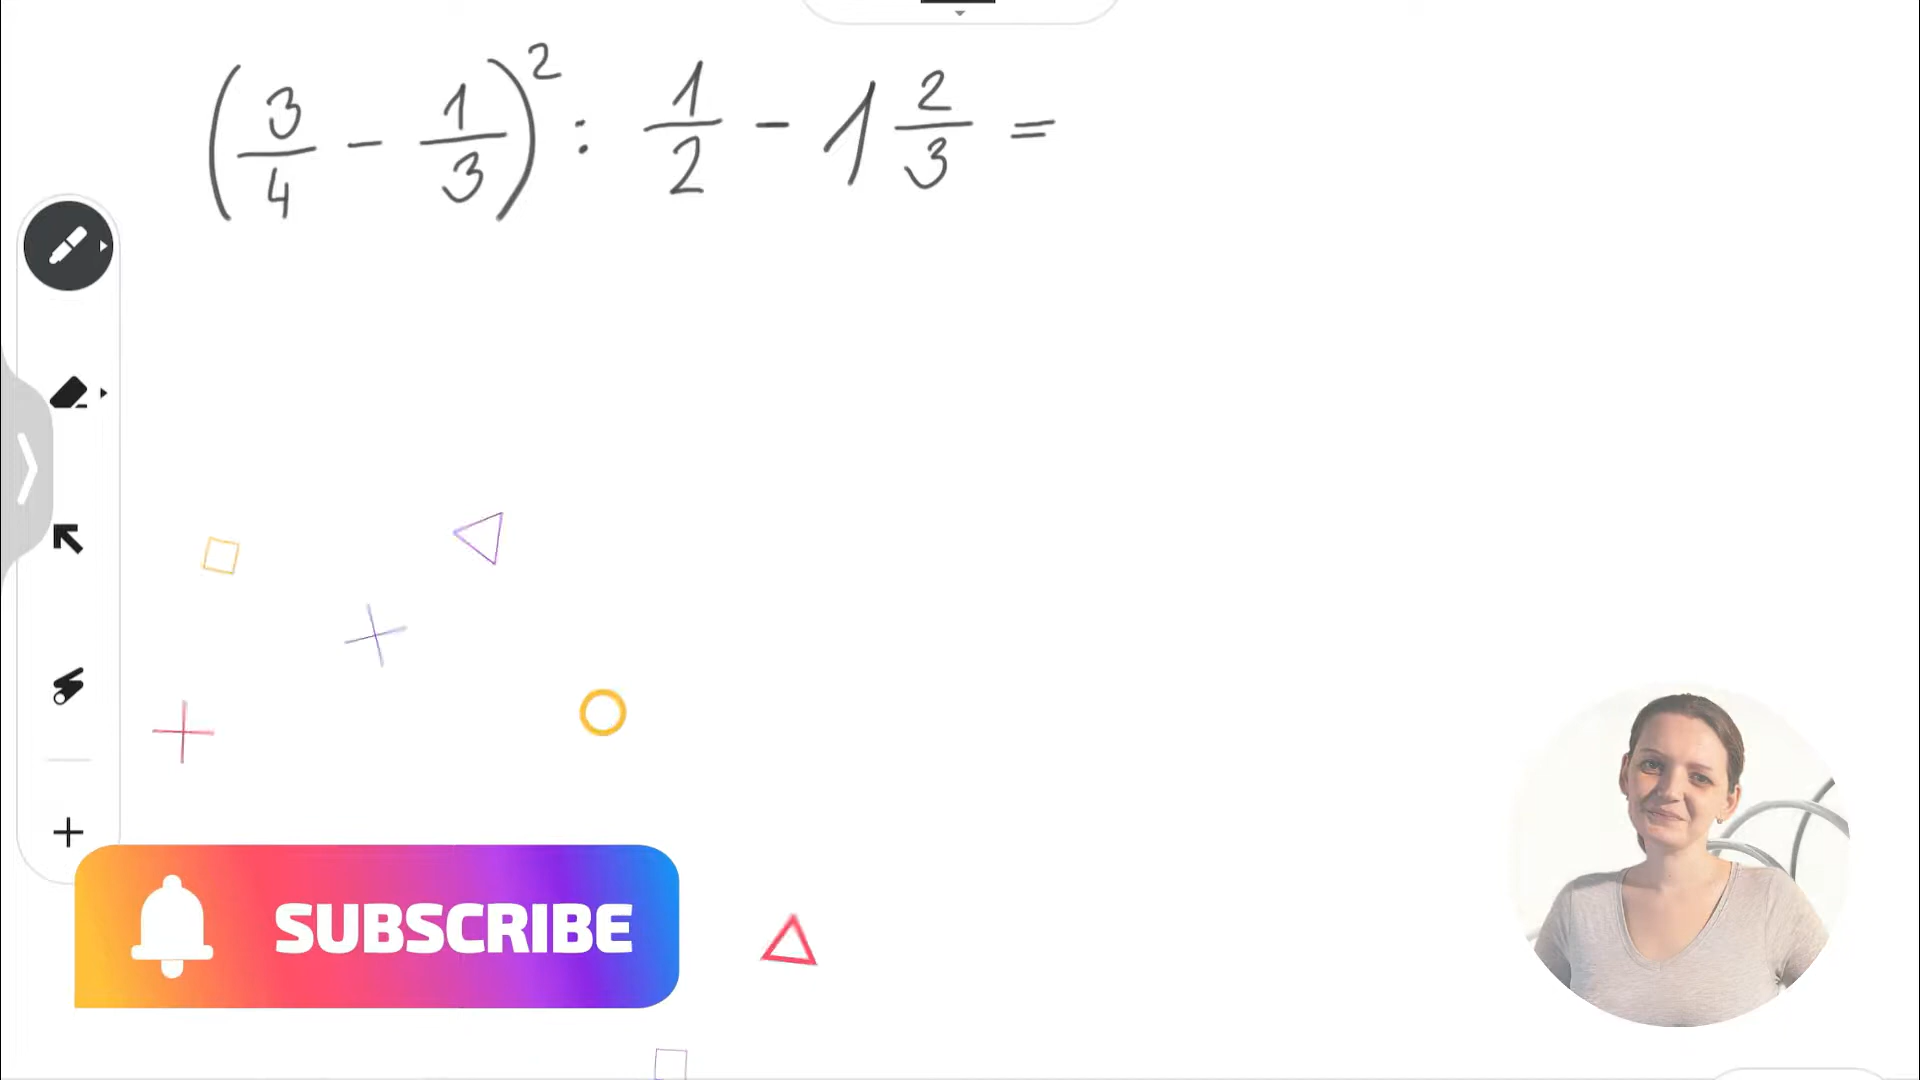 (3/4 - 1/3)² : 1/2 - 1 2/3 =
SUBSCRIBE